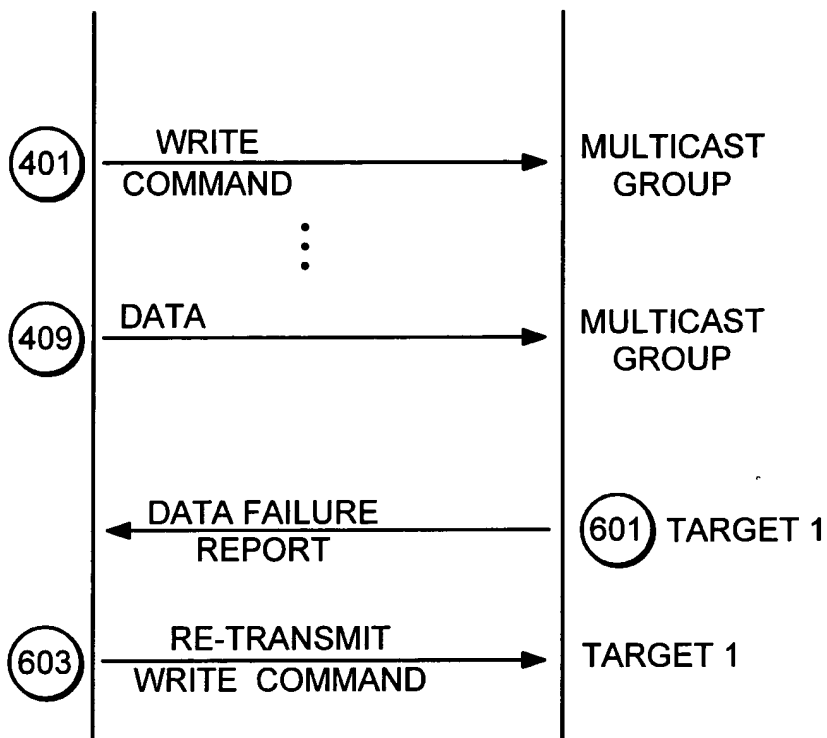 401 WRITE COMMAND MULTICAST GROUP
409 DATA MULTICAST GROUP
DATA FAILURE REPORT 601 TARGET 1
603 RE-TRANSMIT WRITE COMMAND TARGET 1